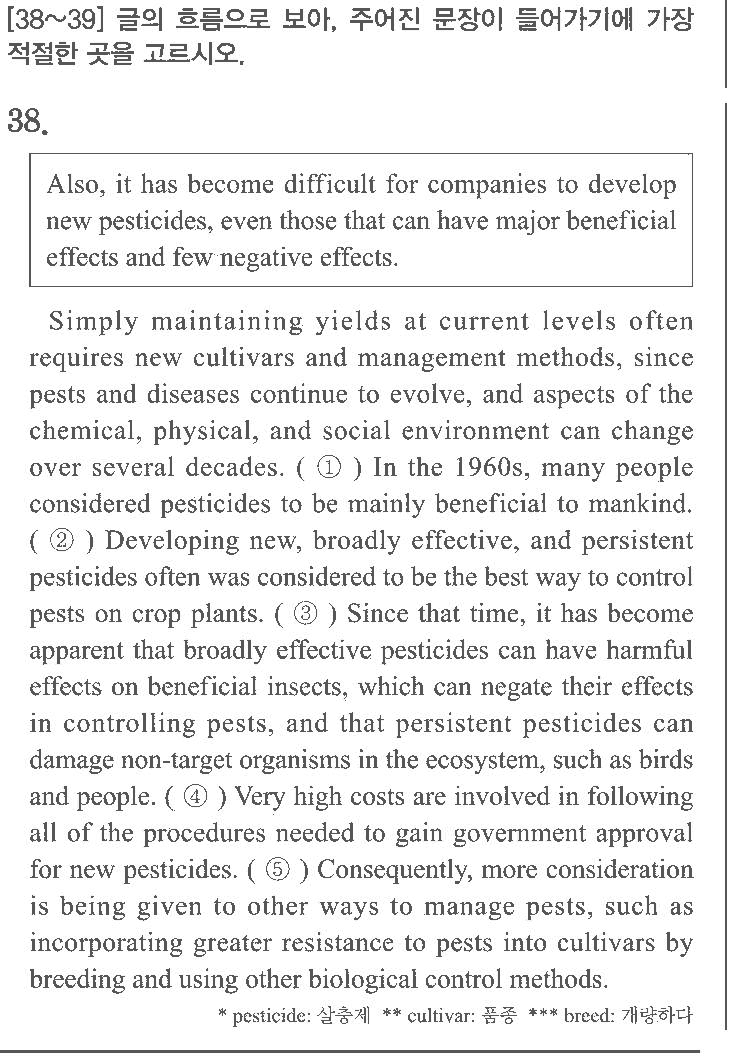 [38～39] 글의 흐름으로 보아, 주어진 문장이 들어가기에 가장
적절한 곳을 고르시오.
38.
Also, it has become difficult for companies to develop
new pesticides, even those that can have major beneficial
effects and few negative effects.
Simply maintaining yields at current levels often
requires new cultivars and management methods, since
pests and diseases continue to evolve, and aspects of the
chemical, physical, and social environment can change
over several decades. ( ① ) In the 1960s, many people
considered pesticides to be mainly beneficial to mankind.
( ② ) Developing new, broadly effective, and persistent
pesticides often was considered to be the best way to control
pests on crop plants. ( ③ ) Since that time, it has become
apparent that broadly effective pesticides can have harmful
effects on beneficial insects, which can negate their effects
in controlling pests, and that persistent pesticides can
damage non-target organisms in the ecosystem, such as birds
and people. ( ④ ) Very high costs are involved in following
all of the procedures needed to gain government approval
for new pesticides. ( ⑤ ) Consequently, more consideration
is being given to other ways to manage pests, such as
incorporating greater resistance to pests into cultivars by
breeding and using other biological control methods.
* pesticide: 살충제 ** cultivar: 품종 *** breed: 개량하다